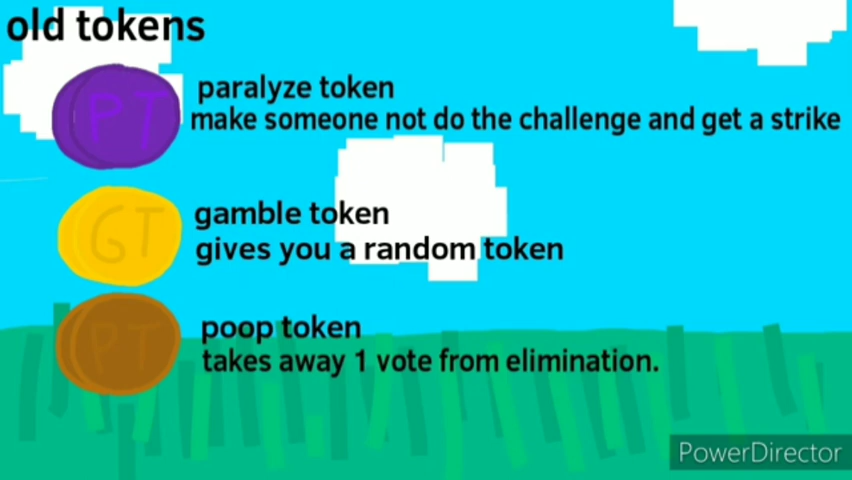 old tokens
PT
paralyze token
make someone not do the challenge and get a strike
GT
gamble token
gives you a random token
PT
poop token
takes away 1 vote from elimination.
PowerDirector